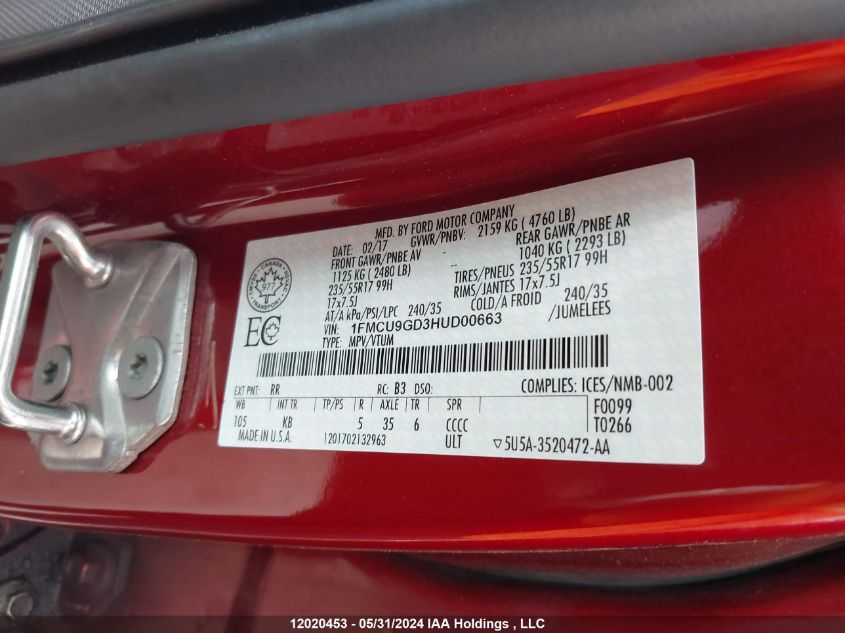 MFD. BY FORD MOTOR COMPANY
DATE: 02/17 GVWR/PNBV: 2159 KG ( 4760 LB)
FRONT GAWR/PNBE AV REAR GAWR/PNBE AR
1125 KG ( 2480 LB) 1040 KG ( 2293 LB)
235/55R17 99H TIRES/PNEUS 235/55R17 99H
17x7.5J RIMS/JANTES 17x7.5J
AT/A kPa/PSI/LPC 240/35 COLD/A FROID 240/35
VIN: 1FMCU9GD3HUD00663 /JUMELEES
TYPE: MPV/VTUM
CANADA
977
TRANSPORT
EC
EXT PNT: RR RC: B3 DSO: COMPLIES: ICES/NMB-002
WB INT TR TP/PS R AXLE TR SPR F0099
105 KB 5 35 6 CCCC T0266
MADE IN U.S.A. 1201702132963 ULT ▽5U5A-3520472-AA
12020453 - 05/31/2024 IAA Holdings , LLC